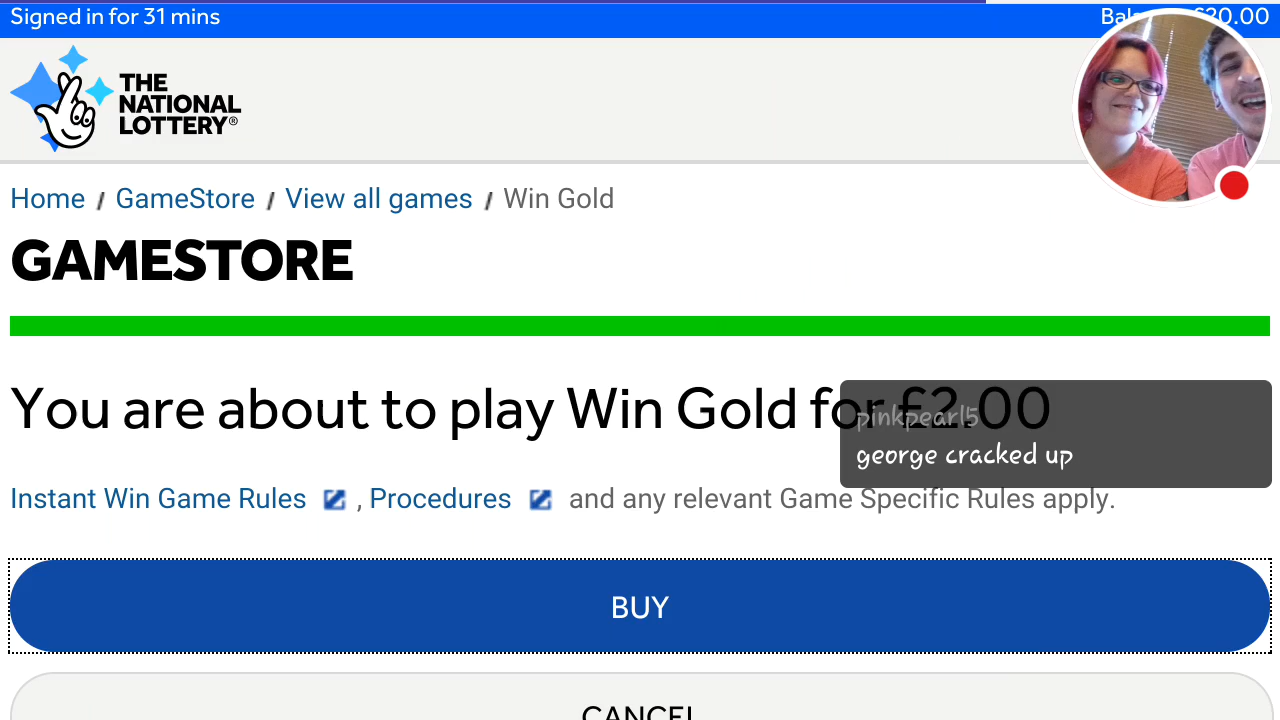 Signed in for 31 mins
£20.00
THE
NATIONAL
LOTTERY®
Home / GameStore / View all games / Win Gold
GAMESTORE
You are about to play Win Gold for £2.00
pinkpearl5
george cracked up
Instant Win Game Rules , Procedures and any relevant Game Specific Rules apply.
BUY
CANCEL